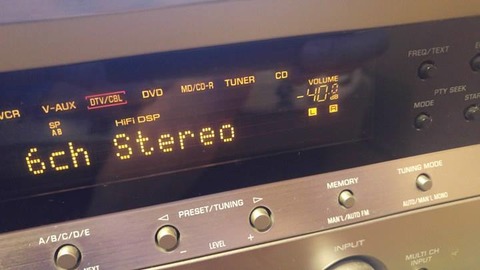 VCR V-AUX DTV/CBL DVD MD/CD-R TUNER CD VOLUME
SP
AB
HiFi DSP
-40.0 dB
L R
6ch Stereo
FREQ/TEXT
PTY SEEK
MODE
A/B/C/D/E
NEXT
PRESET/TUNING
- LEVEL +
MEMORY
MAN'L/AUTO FM
TUNING MODE
AUTO/MAN'L MONO
INPUT
MULTI CH